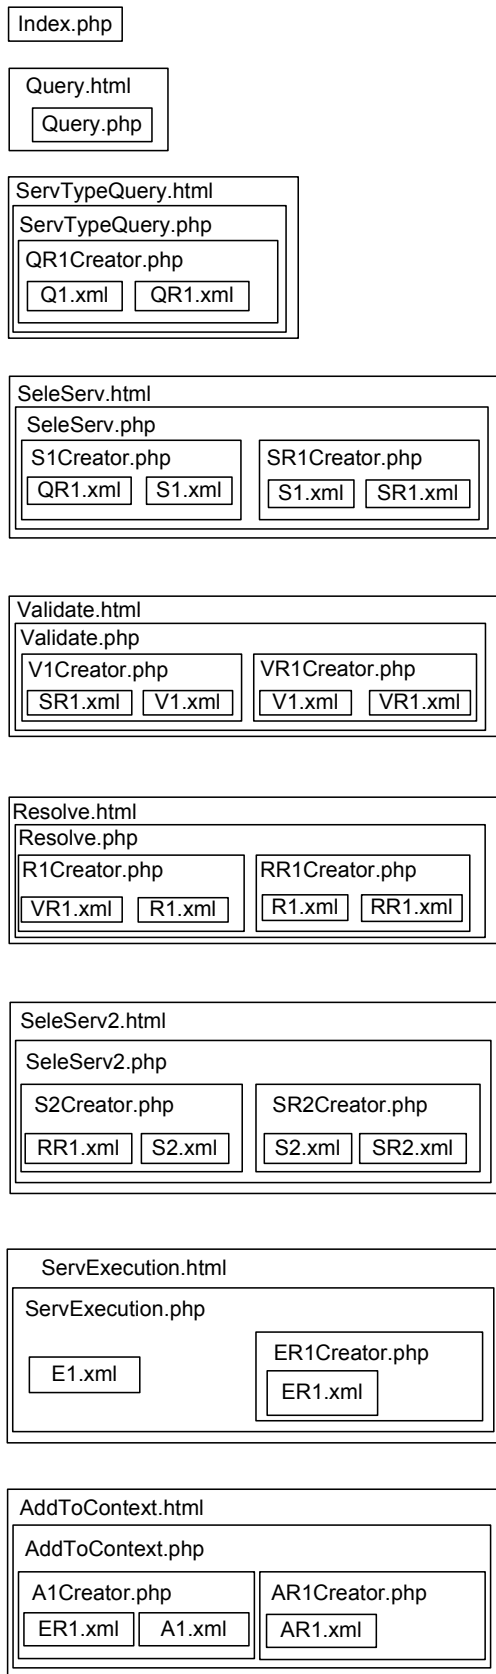 Index.php
Query.html
Query.php
ServTypeQuery.html
ServTypeQuery.php
QR1Creator.php
Q1.xml QR1.xml
SeleServ.html
SeleServ.php
S1Creator.php SR1Creator.php
QR1.xml S1.xml S1.xml SR1.xml
Validate.html
Validate.php
V1Creator.php VR1Creator.php
SR1.xml V1.xml V1.xml VR1.xml
Resolve.html
Resolve.php
R1Creator.php RR1Creator.php
VR1.xml R1.xml R1.xml RR1.xml
SeleServ2.html
SeleServ2.php
S2Creator.php SR2Creator.php
RR1.xml S2.xml S2.xml SR2.xml
ServExecution.html
ServExecution.php
ER1Creator.php
E1.xml
ER1.xml
AddToContext.html
AddToContext.php
A1Creator.php AR1Creator.php
ER1.xml A1.xml AR1.xml